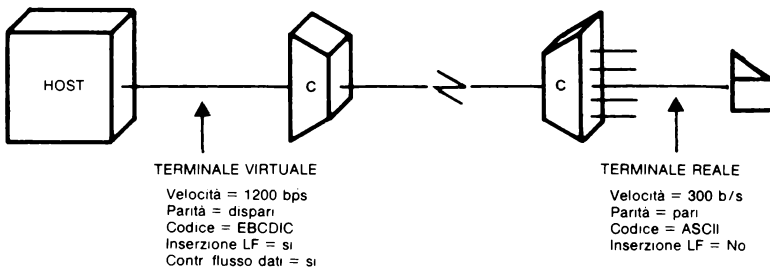 HOST
C
C
TERMINALE VIRTUALE
Velocità = 1200 bps
Parità = dispari
Codice = EBCDIC
Inserzione LF = si
Contr flusso dati = si
TERMINALE REALE
Velocità = 300 b/s
Parità = pari
Codice = ASCII
Inserzione LF = No